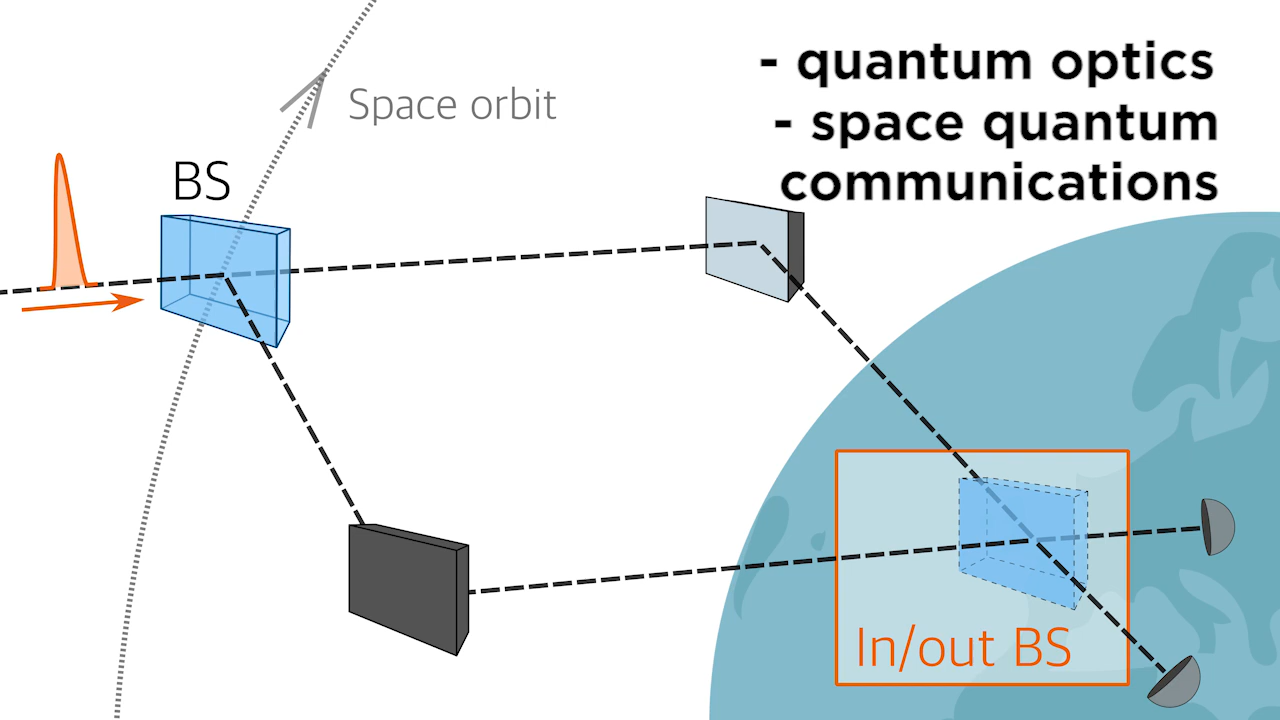 - quantum optics
- space quantum
communications
Space orbit
BS
In/out BS